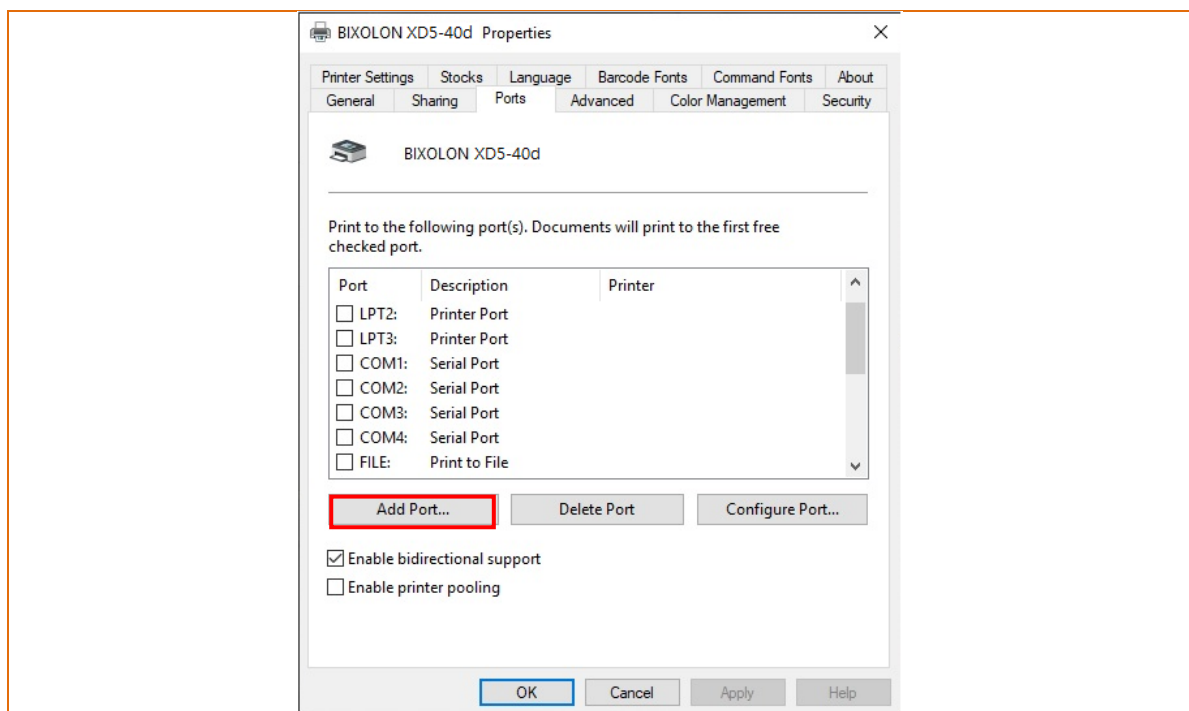 BIXOLON XD5-40d Properties
Printer Settings Stocks Language Barcode Fonts Command Fonts About
General Sharing Ports Advanced Color Management Security
BIXOLON XD5-40d
Print to the following port(s). Documents will print to the first free
checked port.
Port Description Printer
LPT2: Printer Port
LPT3: Printer Port
COM1: Serial Port
COM2: Serial Port
COM3: Serial Port
COM4: Serial Port
FILE: Print to File
Add Port... Delete Port Configure Port...
Enable bidirectional support
Enable printer pooling
OK Cancel Apply Help